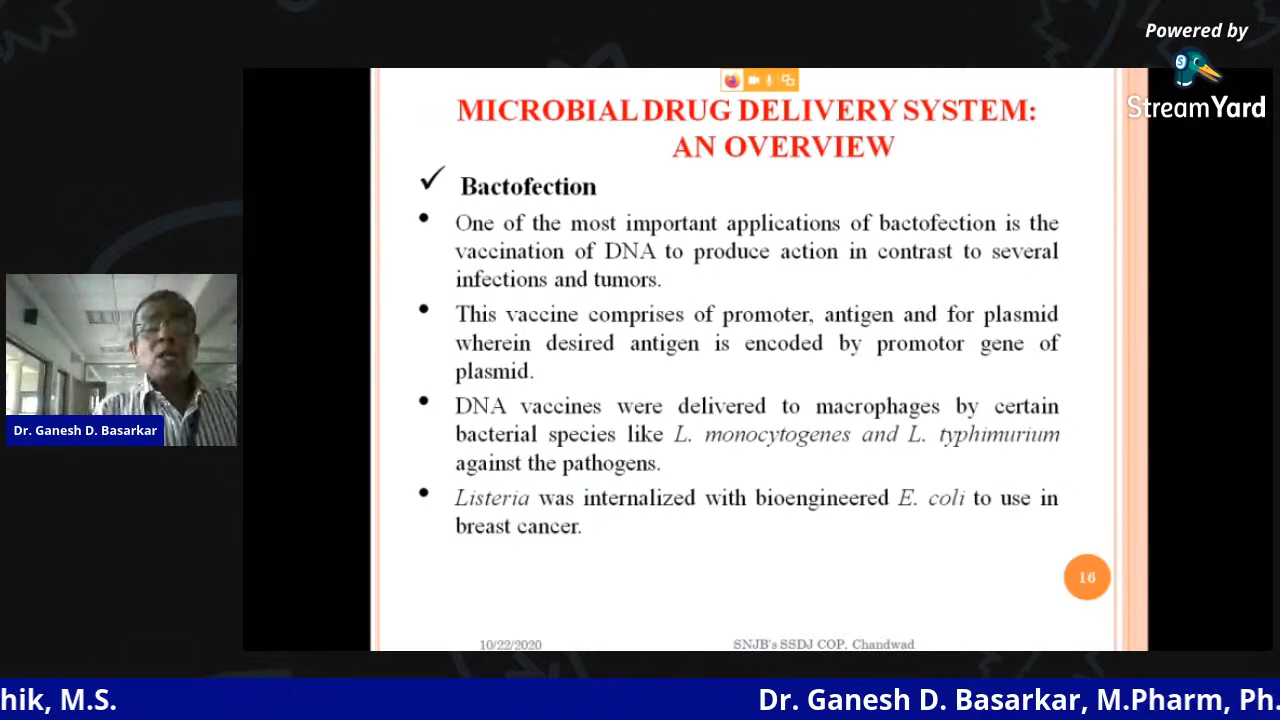 Powered by
StreamYard
MICROBIAL DRUG DELIVERY SYSTEM:
AN OVERVIEW
✓ Bactofection
• One of the most important applications of bactofection is the
vaccination of DNA to produce action in contrast to several
infections and tumors.
• This vaccine comprises of promoter, antigen and for plasmid
wherein desired antigen is encoded by promotor gene of
plasmid.
• DNA vaccines were delivered to macrophages by certain
bacterial species like L. monocytogenes and L. typhimurium
against the pathogens.
• Listeria was internalized with bioengineered E. coli to use in
breast cancer.
16
10/22/2020 SNJB's SSDJ COP, Chandwad
Dr. Ganesh D. Basarkar
hik, M.S. Dr. Ganesh D. Basarkar, M.Pharm, Ph.